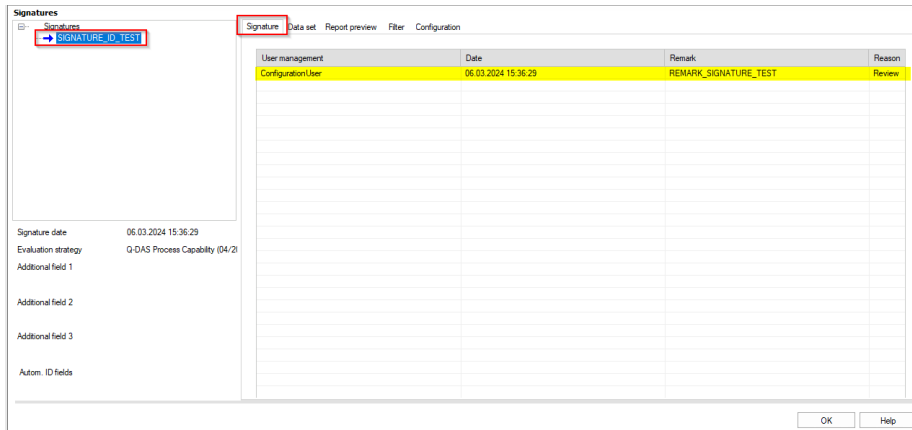 Signatures
Signatures
SIGNATURE_ID_TEST
Signature Data set Report preview Filter Configuration
User management Date Remark Reason
ConfigurationUser 06.03.2024 15:36:29 REMARK_SIGNATURE_TEST Review
Signature date 06.03.2024 15:36:29
Evaluation strategy Q-DAS Process Capability (04/20
Additional field 1
Additional field 2
Additional field 3
Autom. ID fields
OK Help